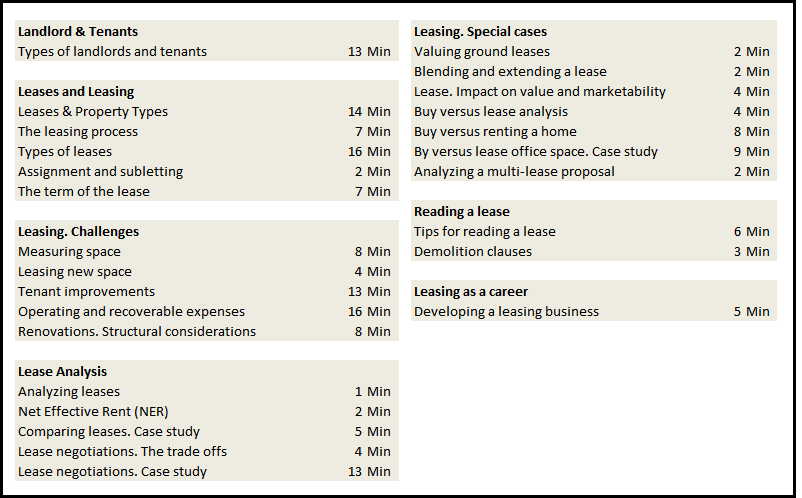 Landlord & Tenants
Types of landlords and tenants 13 Min
Leases and Leasing
Leases & Property Types 14 Min
The leasing process 7 Min
Types of leases 16 Min
Assignment and subletting 2 Min
The term of the lease 7 Min
Leasing. Challenges
Measuring space 8 Min
Leasing new space 4 Min
Tenant improvements 13 Min
Operating and recoverable expenses 16 Min
Renovations. Structural considerations 8 Min
Lease Analysis
Analyzing leases 1 Min
Net Effective Rent (NER) 2 Min
Comparing leases. Case study 5 Min
Lease negotiations. The trade offs 4 Min
Lease negotiations. Case study 13 Min
Leasing. Special cases
Valuing ground leases 2 Min
Blending and extending a lease 2 Min
Lease. Impact on value and marketability 4 Min
Buy versus lease analysis 4 Min
Buy versus renting a home 8 Min
By versus lease office space. Case study 9 Min
Analyzing a multi-lease proposal 2 Min
Reading a lease
Tips for reading a lease 6 Min
Demolition clauses 3 Min
Leasing as a career
Developing a leasing business 5 Min